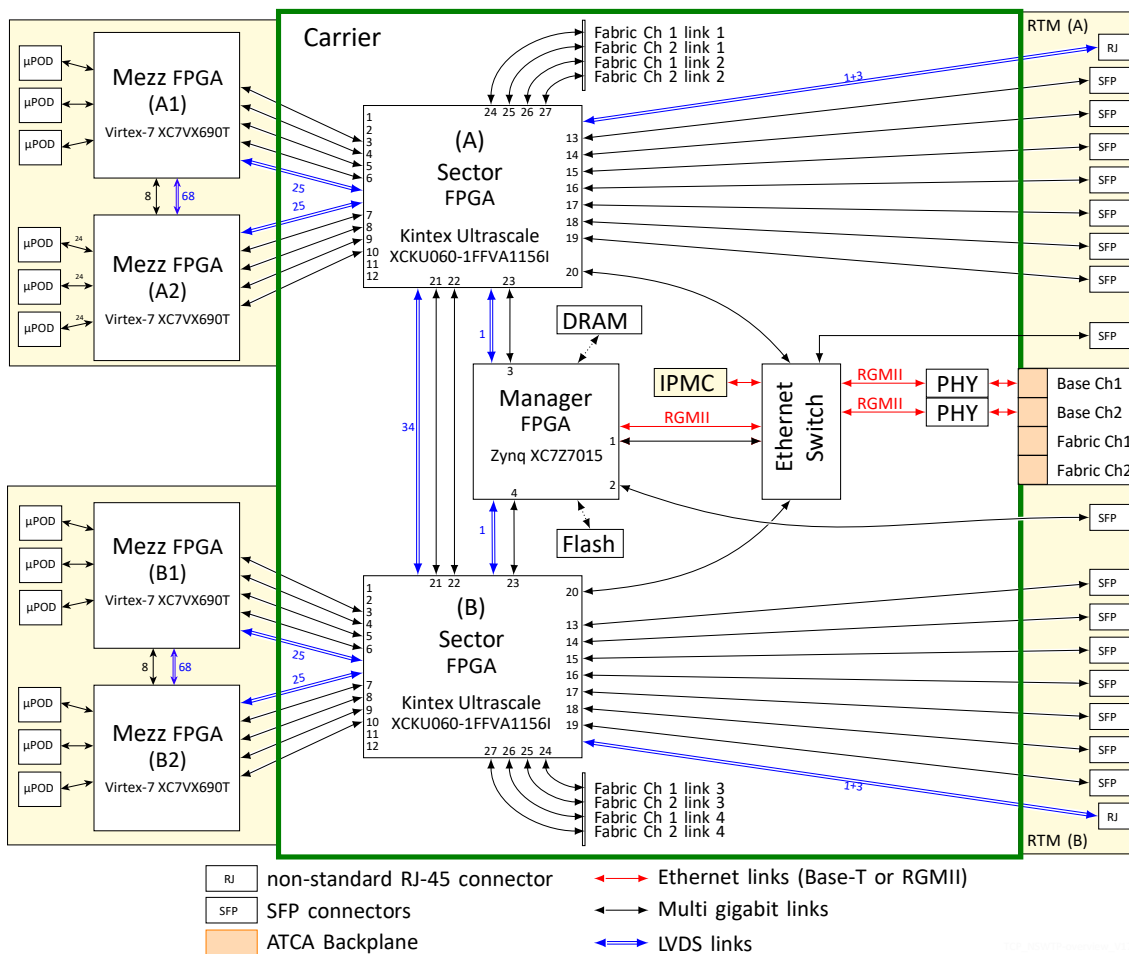 Carrier
RTM (A)
Fabric Ch 1 link 1
Fabric Ch 2 link 1
Fabric Ch 1 link 2
Fabric Ch 2 link 2
µPOD
µPOD
µPOD
Mezz FPGA
(A1)
Virtex-7 XC7VX690T
8
68
µPOD
µPOD
µPOD
24
24
24
Mezz FPGA
(A2)
Virtex-7 XC7VX690T
25
25
1
2
3
4
5
6
7
8
9
10
11
12
24 25 26 27
(A)
Sector
FPGA
Kintex Ultrascale
XCKU060-1FFVA1156I
21 22 23
13
14
15
16
17
18
19
20
1+3
RJ
SFP
SFP
SFP
SFP
SFP
SFP
SFP
SFP
34
1
3
DRAM
Manager
FPGA
Zynq XC7Z7015
1
2
4
1
Flash
IPMC
RGMII
Ethernet
Switch
RGMII
RGMII
PHY
PHY
Base Ch1
Base Ch2
Fabric Ch1
Fabric Ch2
SFP
µPOD
µPOD
µPOD
Mezz FPGA
(B1)
Virtex-7 XC7VX690T
8
68
µPOD
µPOD
µPOD
Mezz FPGA
(B2)
Virtex-7 XC7VX690T
25
25
1
2
3
4
5
6
7
8
9
10
11
12
21 22 23
(B)
Sector
FPGA
Kintex Ultrascale
XCKU060-1FFVA1156I
27 26 25 24
20
13
14
15
16
17
18
19
1+3
SFP
SFP
SFP
SFP
SFP
SFP
SFP
RJ
Fabric Ch 1 link 3
Fabric Ch 2 link 3
Fabric Ch 1 link 4
Fabric Ch 2 link 4
RTM (B)
RJ non-standard RJ-45 connector
SFP SFP connectors
ATCA Backplane
Ethernet links (Base-T or RGMII)
Multi gigabit links
LVDS links